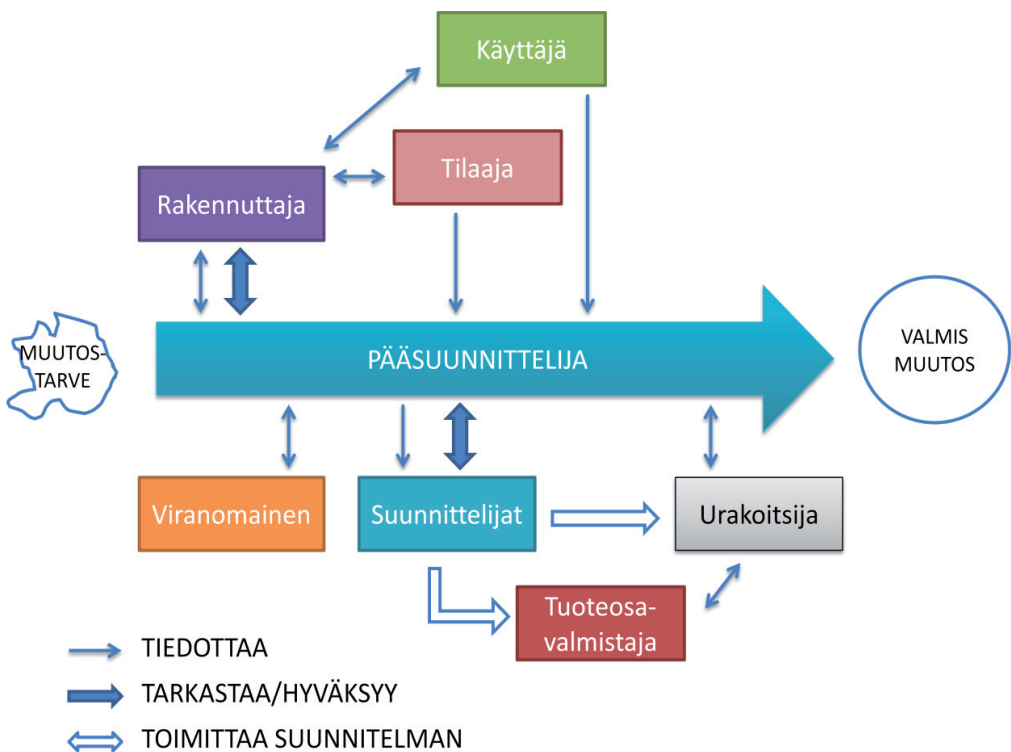 Käyttäjä
Tilaaja
Rakennuttaja
MUUTOS-
TARVE
PÄÄSUUNNITTELIJA
VALMIS
MUUTOS
Viranomainen
Suunnittelijat
Urakoitsija
Tuoteosa-
valmistaja
TIEDOTTAA
TARKASTAA/HYVÄKSYY
TOIMITTAA SUUNNITELMAN